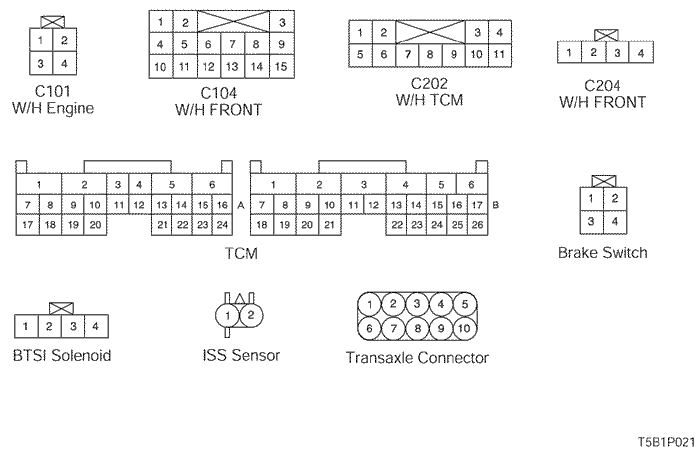 1 2
3 4
C101
W/H Engine
1 2 3
4 5 6 7 8 9
10 11 12 13 14 15
C104
W/H FRONT
1 2 3 4
5 6 7 8 9 10 11
C202
W/H TCM
1 2 3 4
C204
W/H FRONT
1 2 3 4 5 6
7 8 9 10 11 12 13 14 15 16
17 18 19 20 21 22 23 24
A
1 2 3 4 5 6
7 8 9 10 11 12 13 14 15 16 17
18 19 20 21 22 23 24 25 26
B
TCM
1 2
3 4
Brake Switch
1 2 3 4
BTSI Solenoid
1 2
ISS Sensor
1 2 3 4 5
6 7 8 9 10
Transaxle Connector
T5B1P021